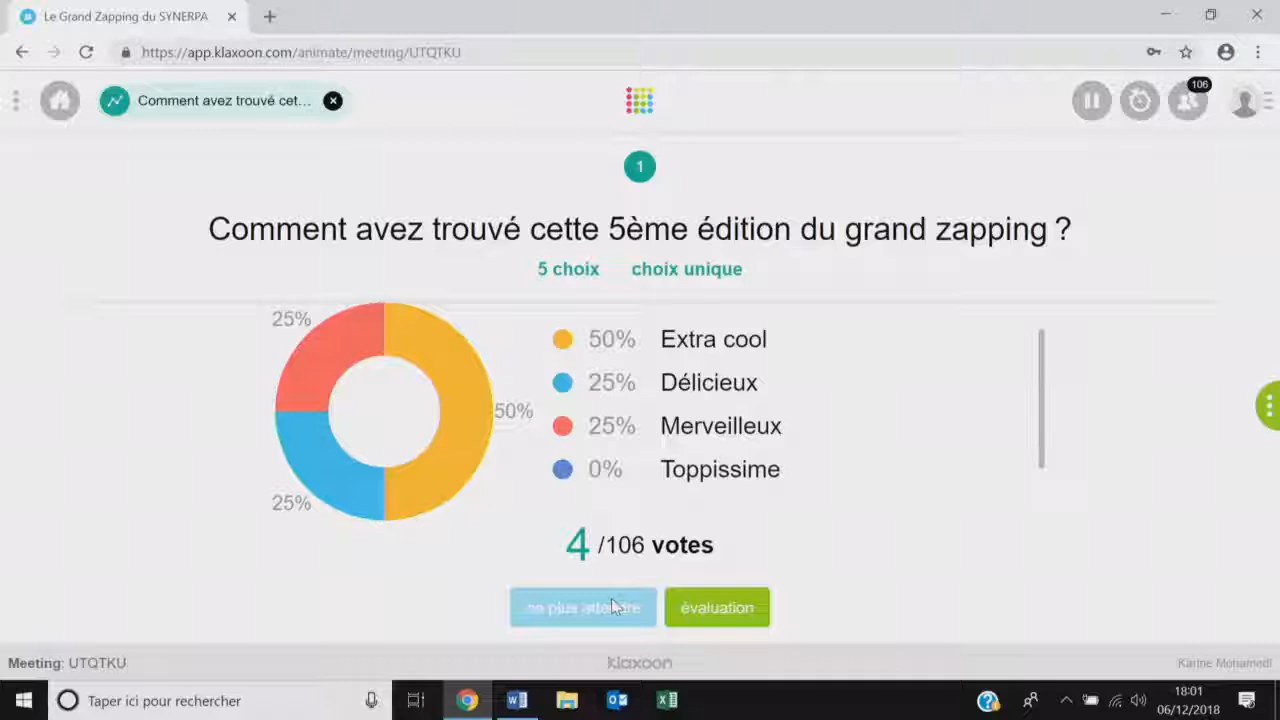 Le Grand Zapping du SYNERPA
https://app.klaxoon.com/animate/meeting/UTQTKU
Comment avez trouvé cet...
106
1
Comment avez trouvé cette 5ème édition du grand zapping ?
5 choix choix unique
25%
50%
25%
50% Extra cool
25% Délicieux
25% Merveilleux
0% Toppissime
4 /106 votes
ne plus attendre évaluation
Meeting: UTQTKU klaxoon Karine Mohamedi
Taper ici pour rechercher
18:01
06/12/2018